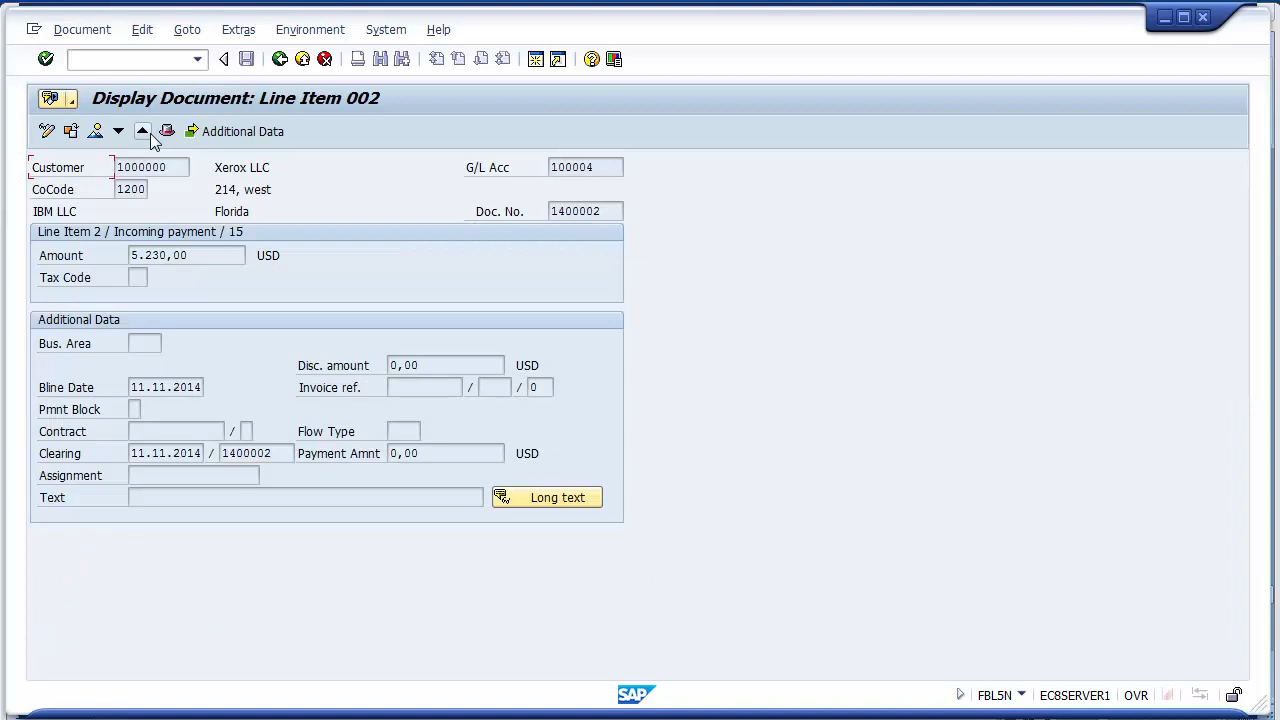 Document Edit Goto Extras Environment System Help
Display Document: Line Item 002
Additional Data
Customer 1000000 Xerox LLC G/L Acc 100004
CoCode 1200 214, west
IBM LLC Florida Doc. No. 1400002
Line Item 2 / Incoming payment / 15
Amount 5.230,00 USD
Tax Code
Additional Data
Bus. Area
Disc. amount 0,00 USD
Bline Date 11.11.2014 Invoice ref. / / 0
Pmnt Block
Contract / Flow Type
Clearing 11.11.2014 / 1400002 Payment Amnt 0,00 USD
Assignment
Text Long text
SAP FBL5N EC8SERVER1 OVR